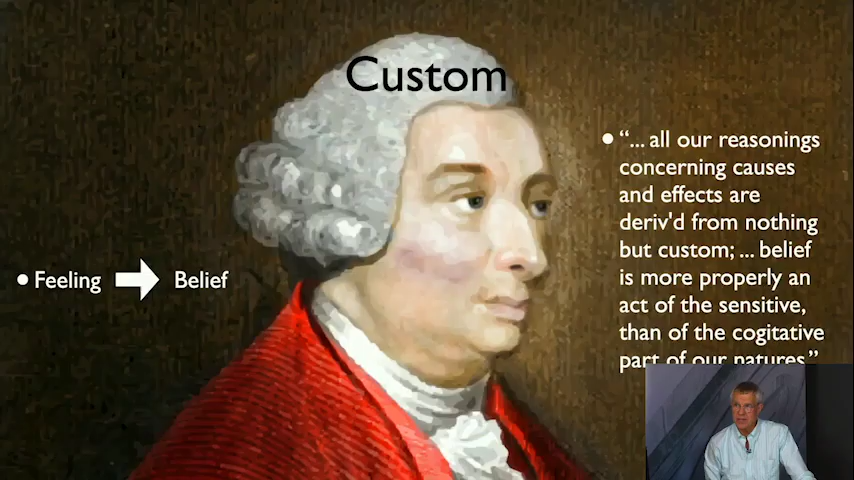 Custom
• Feeling ➡ Belief
• “... all our reasonings
concerning causes
and effects are
deriv'd from nothing
but custom; ... belief
is more properly an
act of the sensitive,
than of the cogitative
part of our natures.”